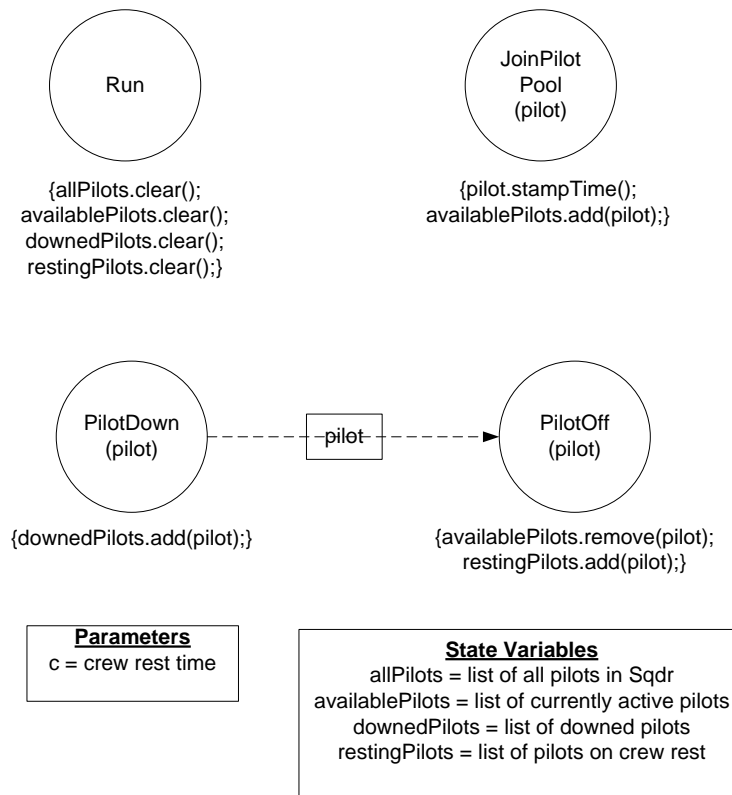 Run
JoinPilot
Pool
(pilot)
{allPilots.clear();
availablePilots.clear();
downedPilots.clear();
restingPilots.clear();}
{pilot.stampTime();
availablePilots.add(pilot);}
PilotDown
(pilot)
pilot
PilotOff
(pilot)
{downedPilots.add(pilot);}
{availablePilots.remove(pilot);
restingPilots.add(pilot);}
Parameters
c = crew rest time
State Variables
allPilots = list of all pilots in Sqdr
availablePilots = list of currently active pilots
downedPilots = list of downed pilots
restingPilots = list of pilots on crew rest